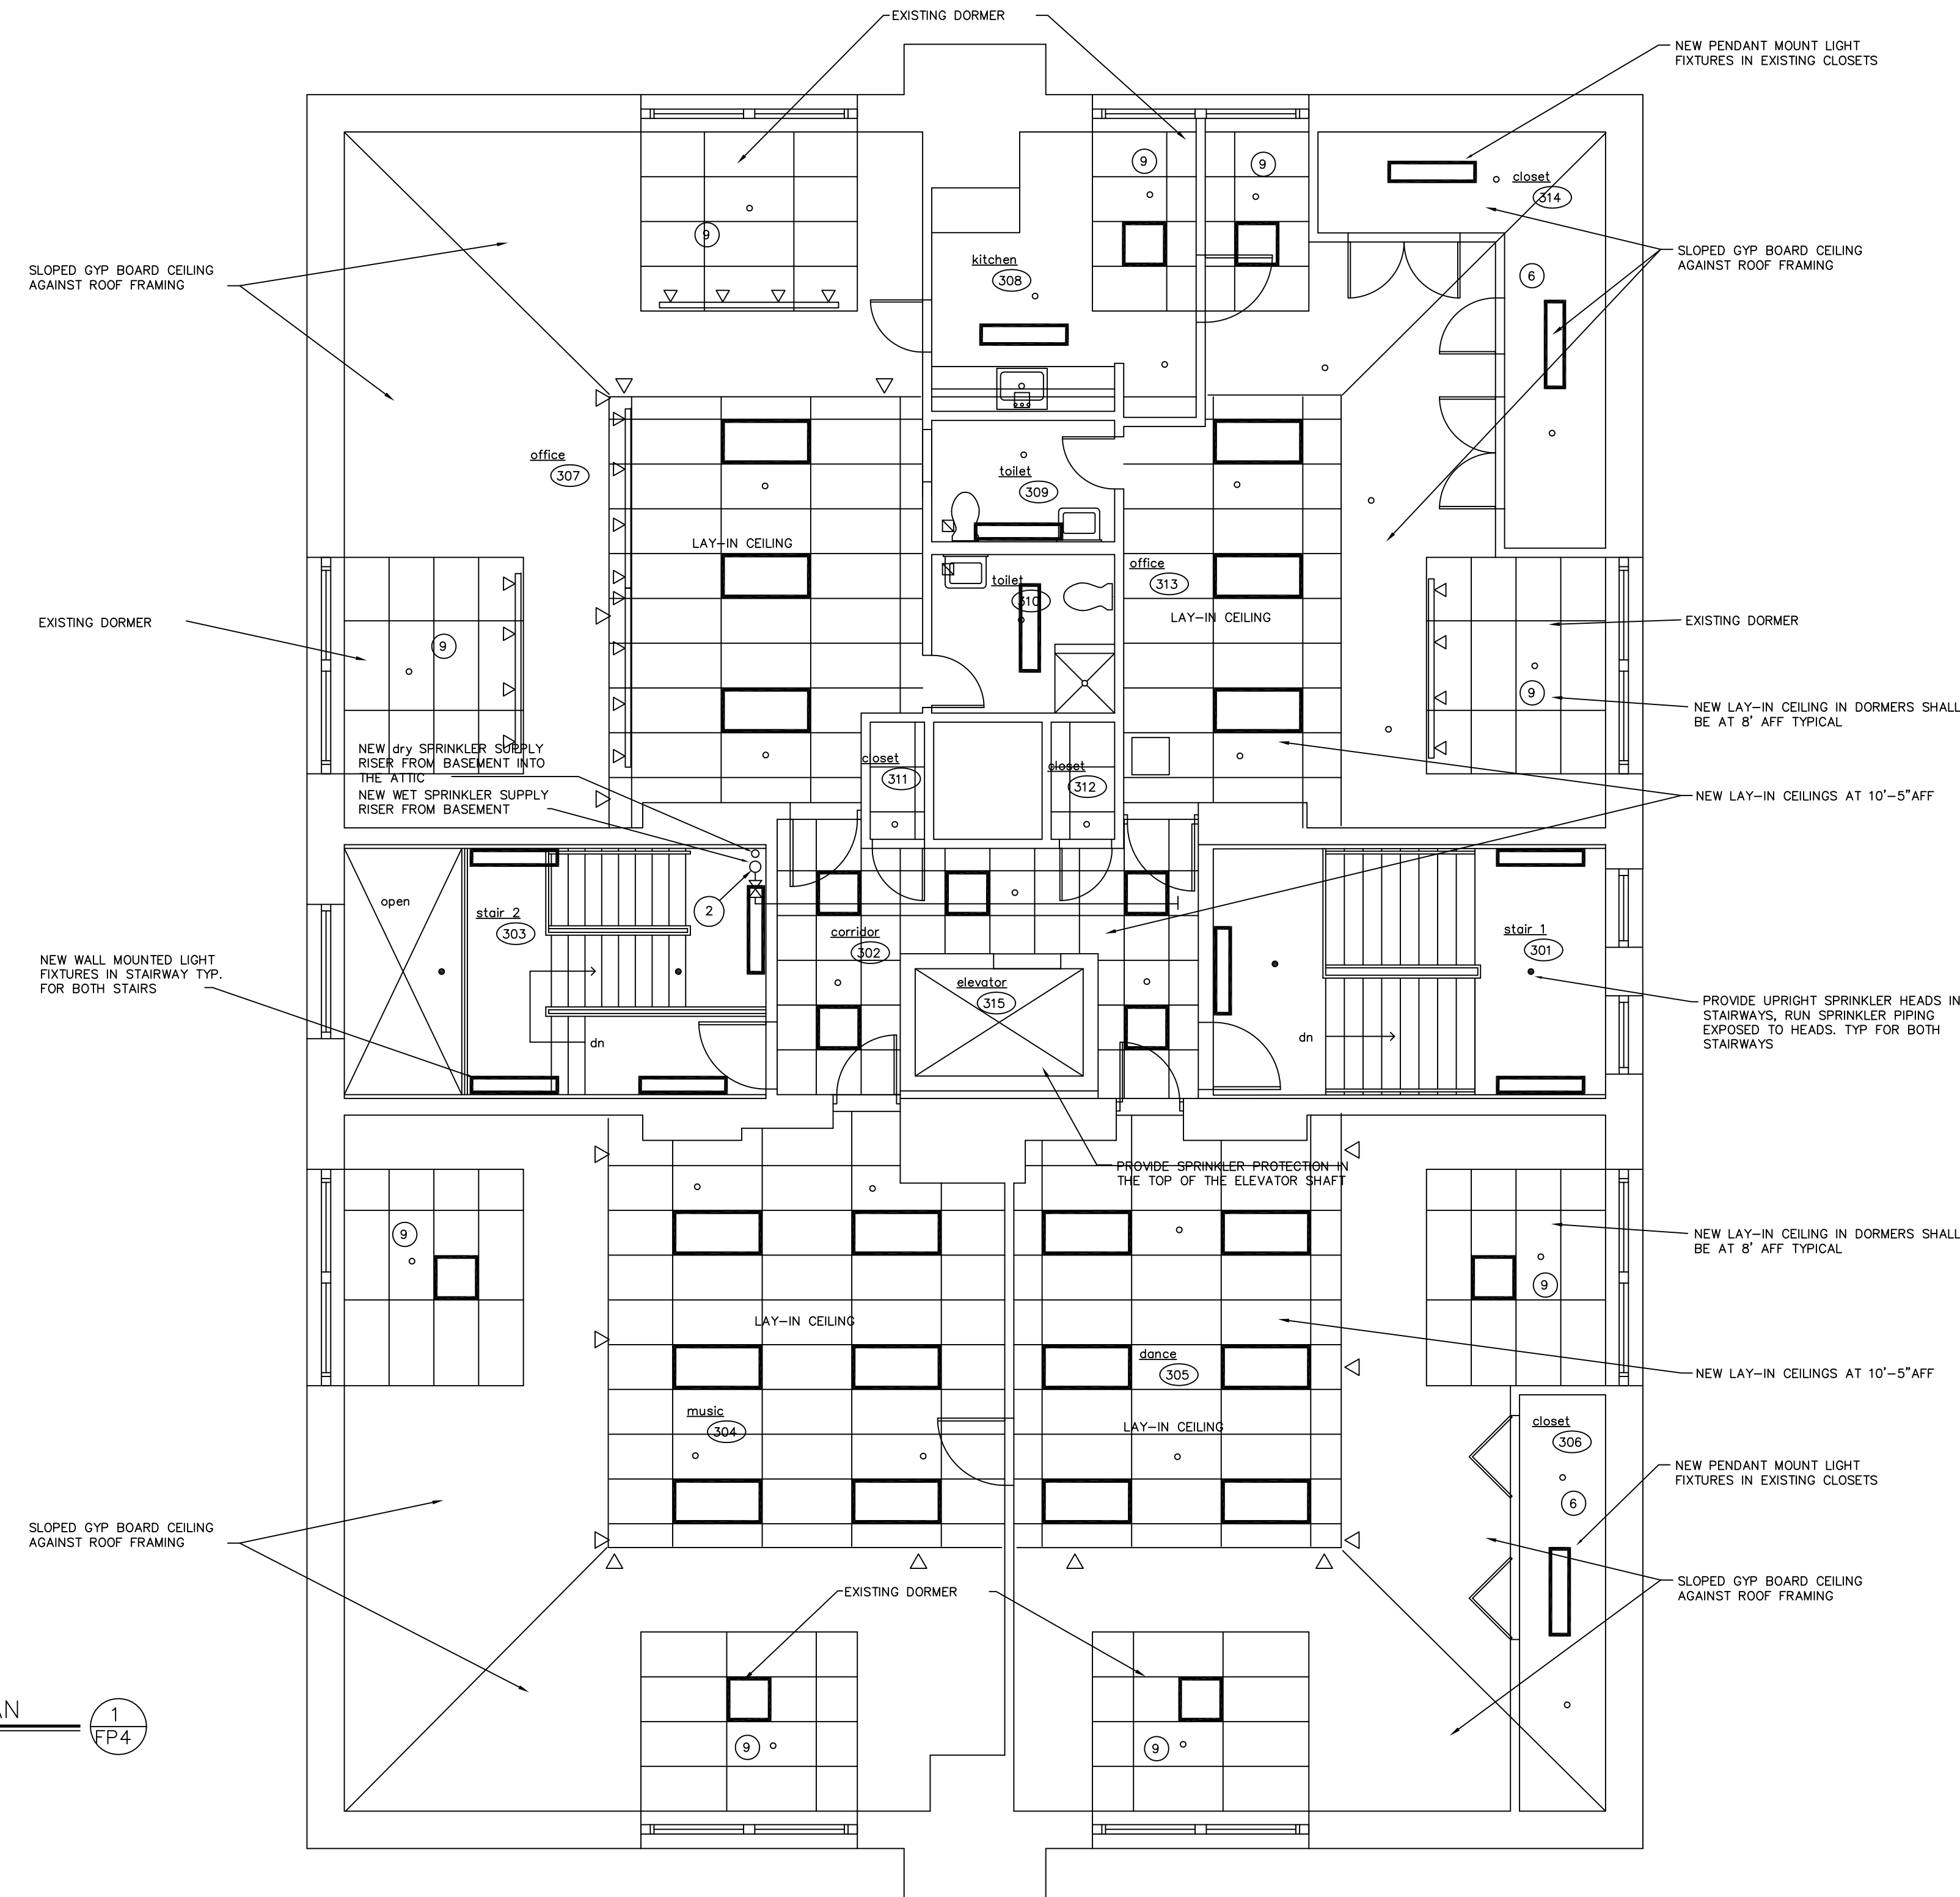 EXISTING DORMER
NEW PENDANT MOUNT LIGHT
FIXTURES IN EXISTING CLOSETS
9
9
closet
314
9
SLOPED GYP BOARD CEILING
AGAINST ROOF FRAMING
kitchen
308
6
SLOPED GYP BOARD CEILING
AGAINST ROOF FRAMING
office
307
toilet
309
LAY-IN CEILING
office
313
toilet
310
LAY-IN CEILING
EXISTING DORMER
9
EXISTING DORMER
9
NEW LAY-IN CEILING IN DORMERS SHALL
BE AT 8' AFF TYPICAL
NEW dry SPRINKLER SUPPLY
RISER FROM BASEMENT INTO
THE ATTIC
NEW WET SPRINKLER SUPPLY
RISER FROM BASEMENT
closet
311
closet
312
NEW LAY-IN CEILINGS AT 10'-5"AFF
open
stair 2
303
2
corridor
302
stair 1
301
NEW WALL MOUNTED LIGHT
FIXTURES IN STAIRWAY TYP.
FOR BOTH STAIRS
elevator
315
PROVIDE UPRIGHT SPRINKLER HEADS IN
STAIRWAYS, RUN SPRINKLER PIPING
EXPOSED TO HEADS. TYP FOR BOTH
STAIRWAYS
dn
dn
PROVIDE SPRINKLER PROTECTION IN
THE TOP OF THE ELEVATOR SHAFT
9
NEW LAY-IN CEILING IN DORMERS SHALL
BE AT 8' AFF TYPICAL
9
LAY-IN CEILING
dance
305
NEW LAY-IN CEILINGS AT 10'-5"AFF
music
304
LAY-IN CEILING
closet
306
NEW PENDANT MOUNT LIGHT
FIXTURES IN EXISTING CLOSETS
6
SLOPED GYP BOARD CEILING
AGAINST ROOF FRAMING
EXISTING DORMER
SLOPED GYP BOARD CEILING
AGAINST ROOF FRAMING
9
9
1
FP4